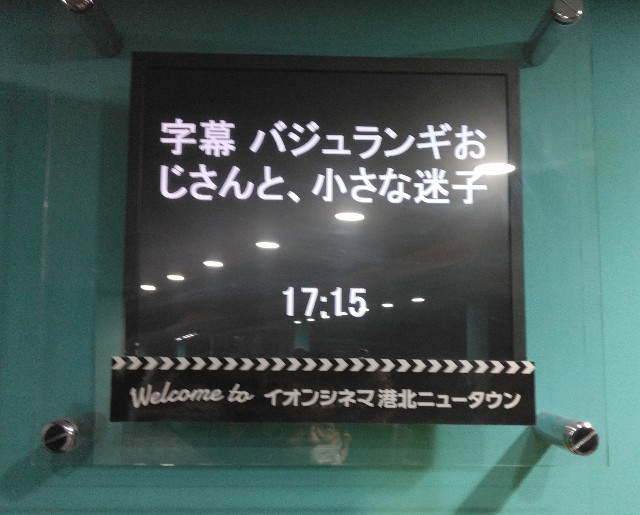 字幕 バジュランギお
じさんと、小さな迷子
17:15
Welcome to イオンシネマ 港北ニュータウン